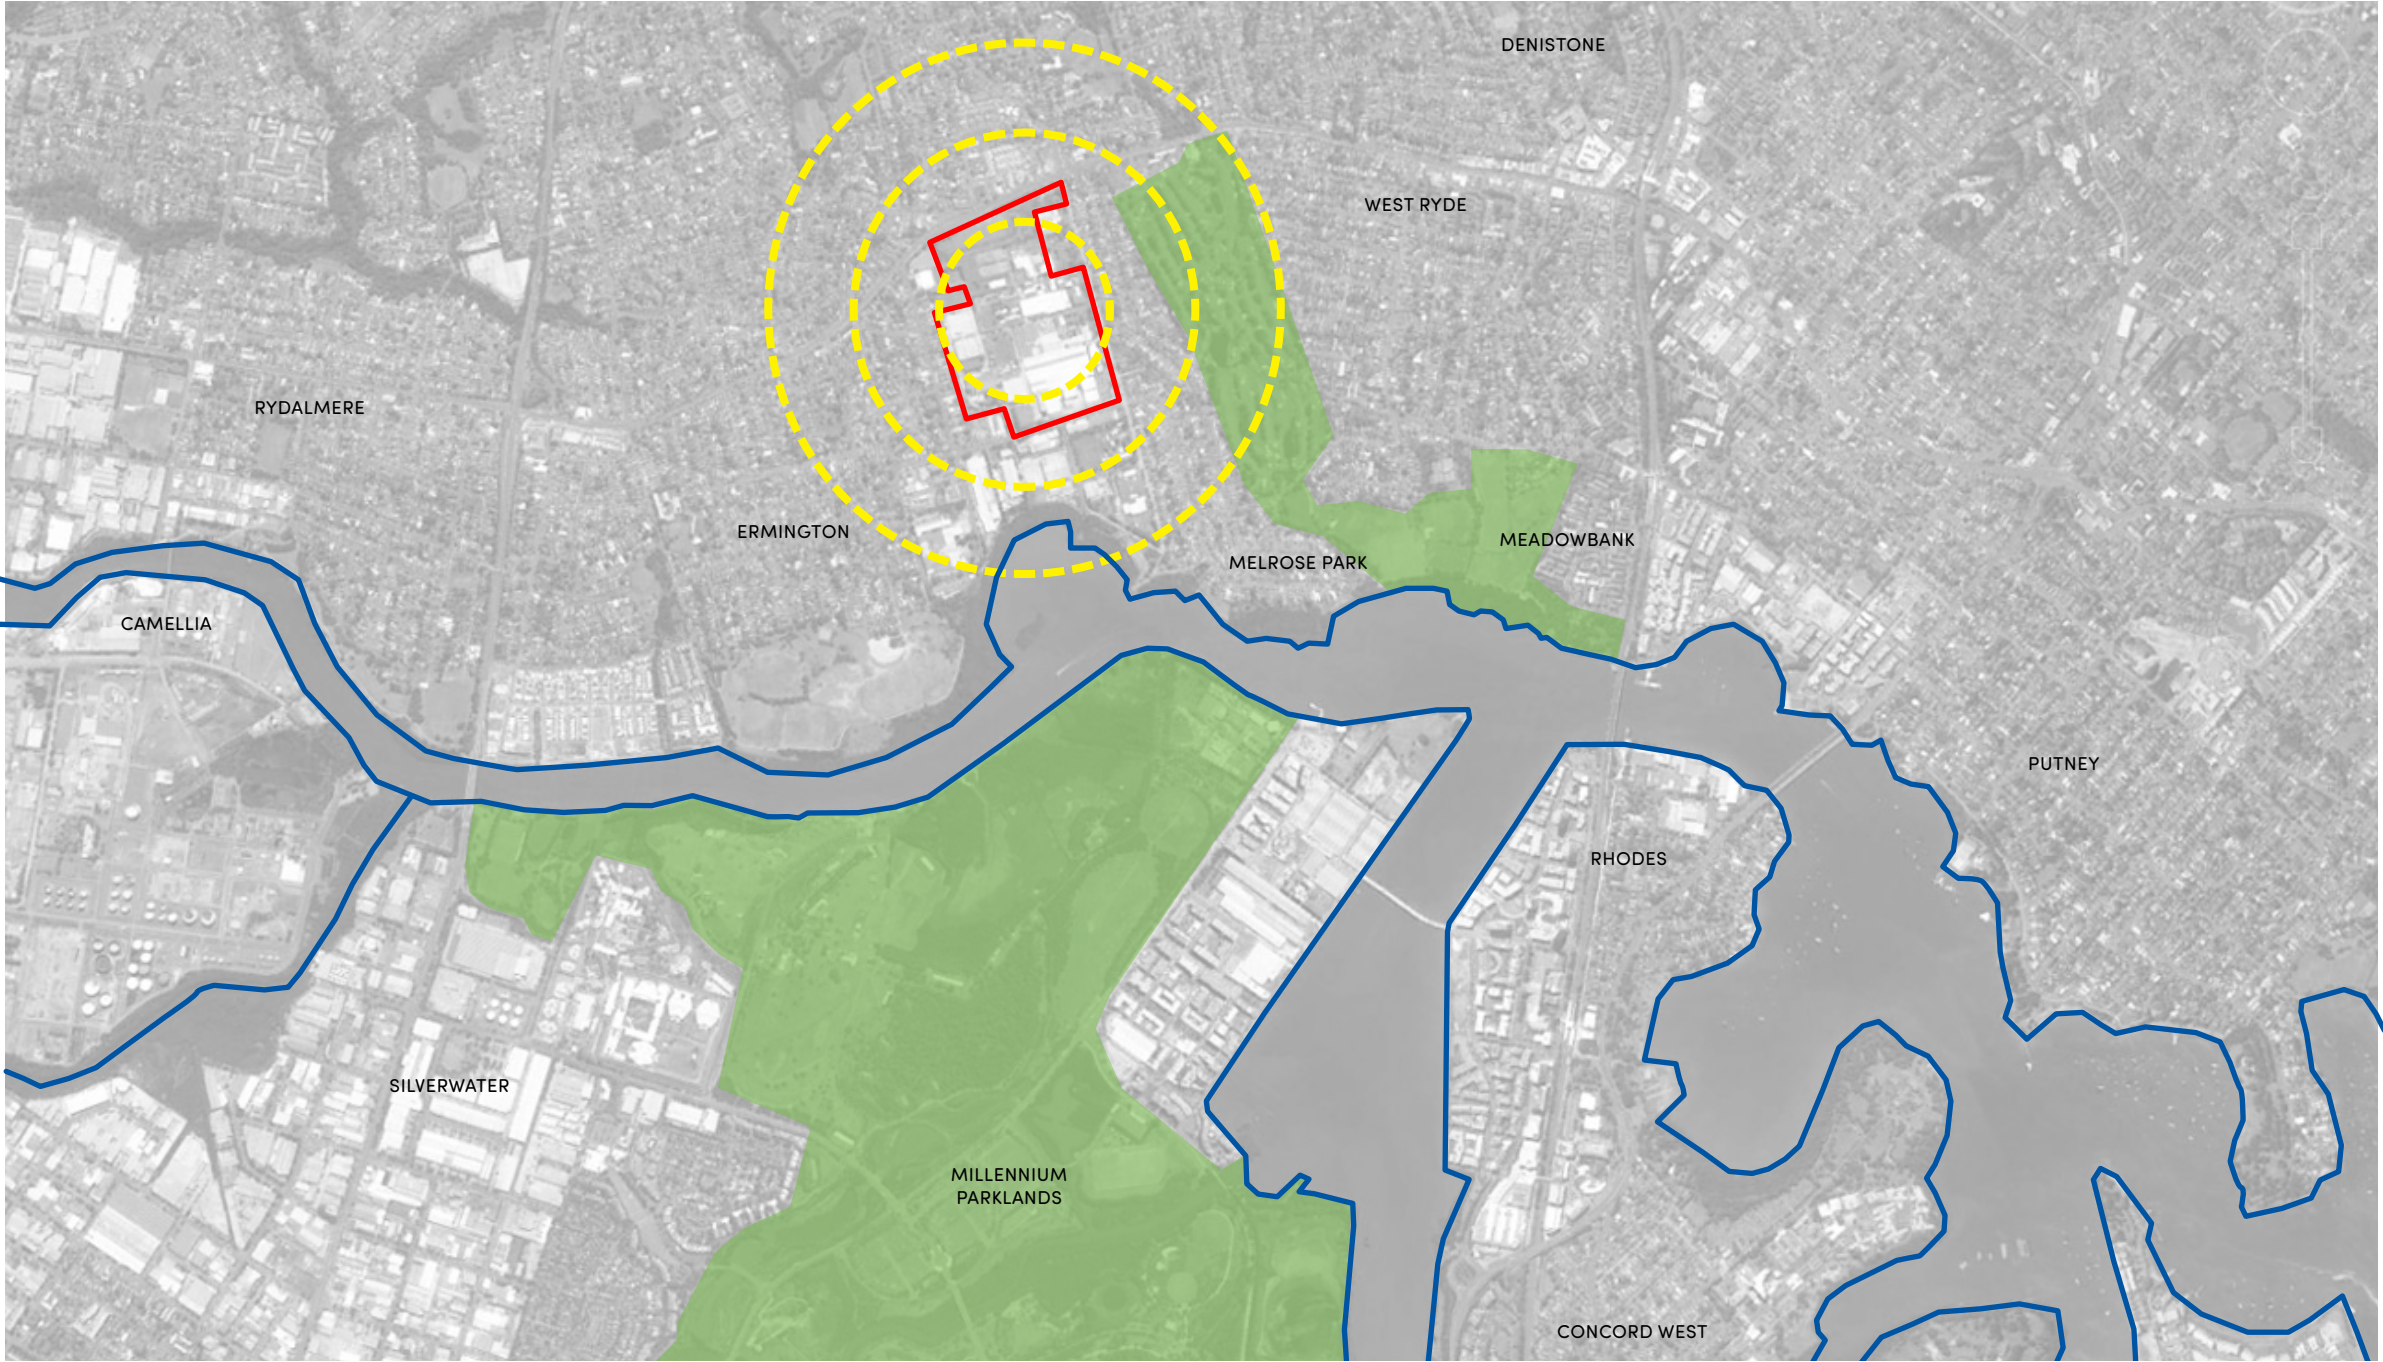 DENISTONE
WEST RYDE
RYDALMERE
ERMINGTON
MEADOWBANK
MELROSE PARK
CAMELLIA
PUTNEY
RHODES
SILVERWATER
MILLENNIUM
PARKLANDS
CONCORD WEST